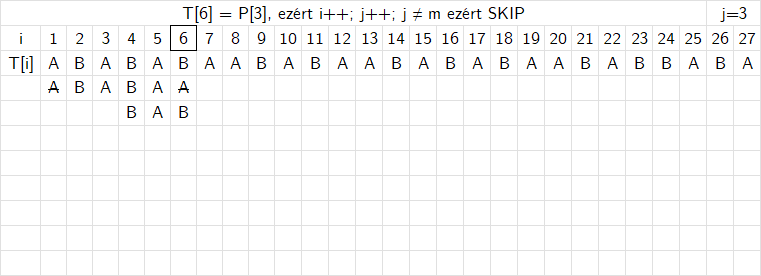 T[6] = P[3], ezért i++; j++; j ≠ m ezért SKIP j=3
i 1 2 3 4 5 6 7 8 9 10 11 12 13 14 15 16 17 18 19 20 21 22 23 24 25 26 27
T[i] A B A B A B A A B A B A A B A B A B A A B A B B A B A
A B A B A A
B A B